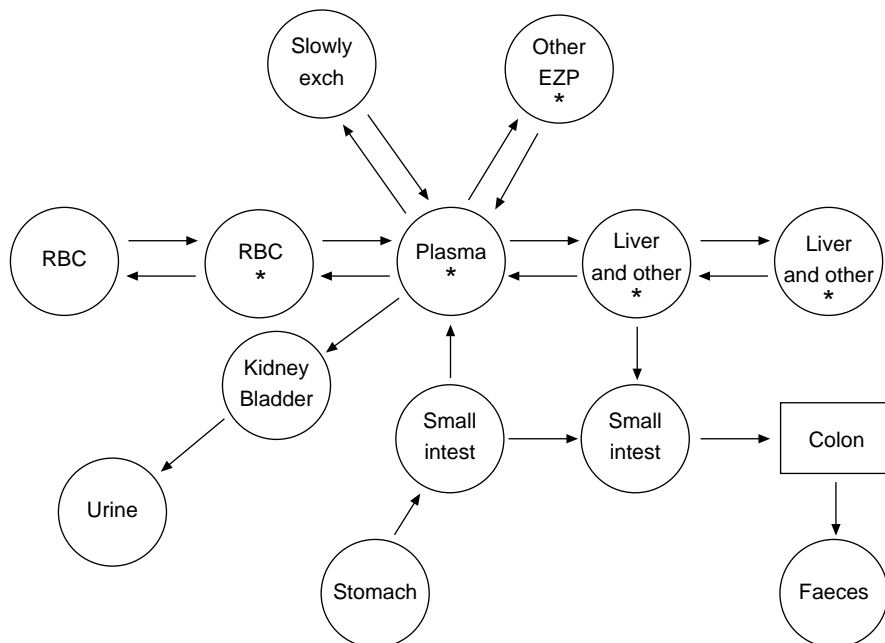 Slowly
exch
Other
EZP
*
RBC
RBC
*
Plasma
*
Liver
and other
*
Liver
and other
*
Kidney
Bladder
Small
intest
Small
intest
Colon
Urine
Stomach
Faeces